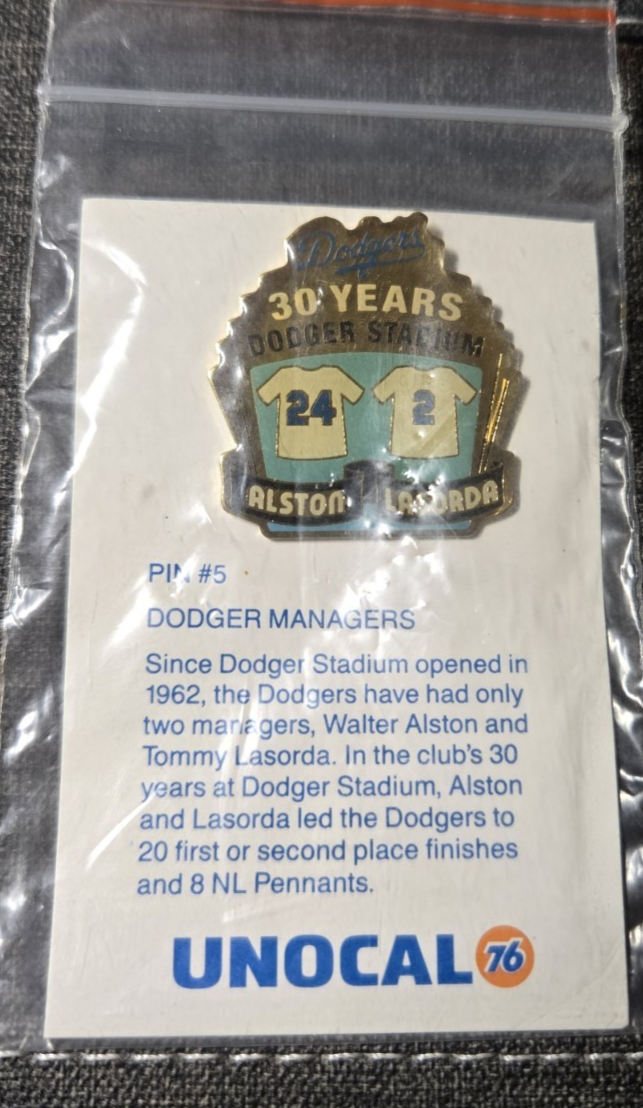 Dodgers
30 YEARS
DODGER STADIUM
24 2
ALSTON LASORDA
PIN #5
DODGER MANAGERS
Since Dodger Stadium opened in
1962, the Dodgers have had only
two managers, Walter Alston and
Tommy Lasorda. In the club's 30
years at Dodger Stadium, Alston
and Lasorda led the Dodgers to
20 first or second place finishes
and 8 NL Pennants.
UNOCAL 76